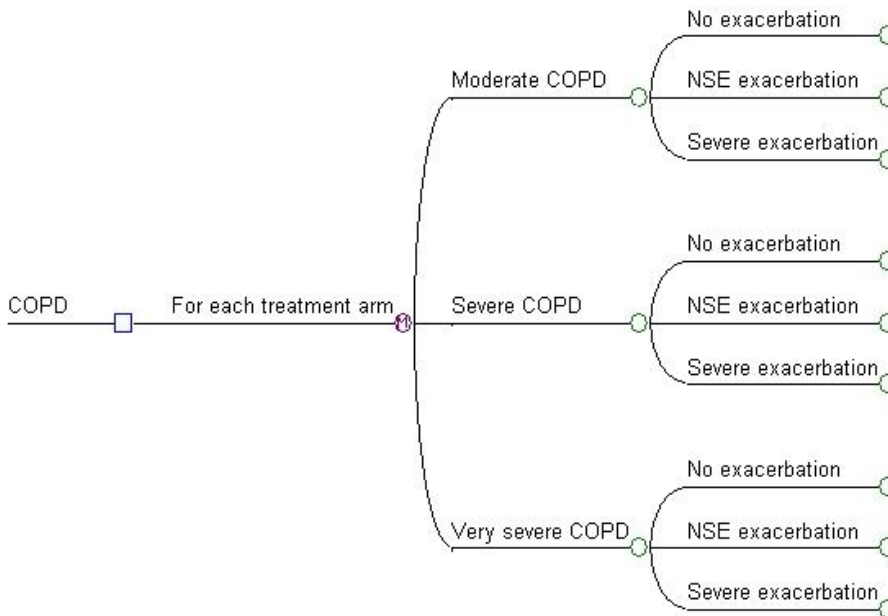 No exacerbation
Moderate COPD
NSE exacerbation
Severe exacerbation
No exacerbation
COPD
For each treatment arm
M
Severe COPD
NSE exacerbation
Severe exacerbation
No exacerbation
Very severe COPD
NSE exacerbation
Severe exacerbation